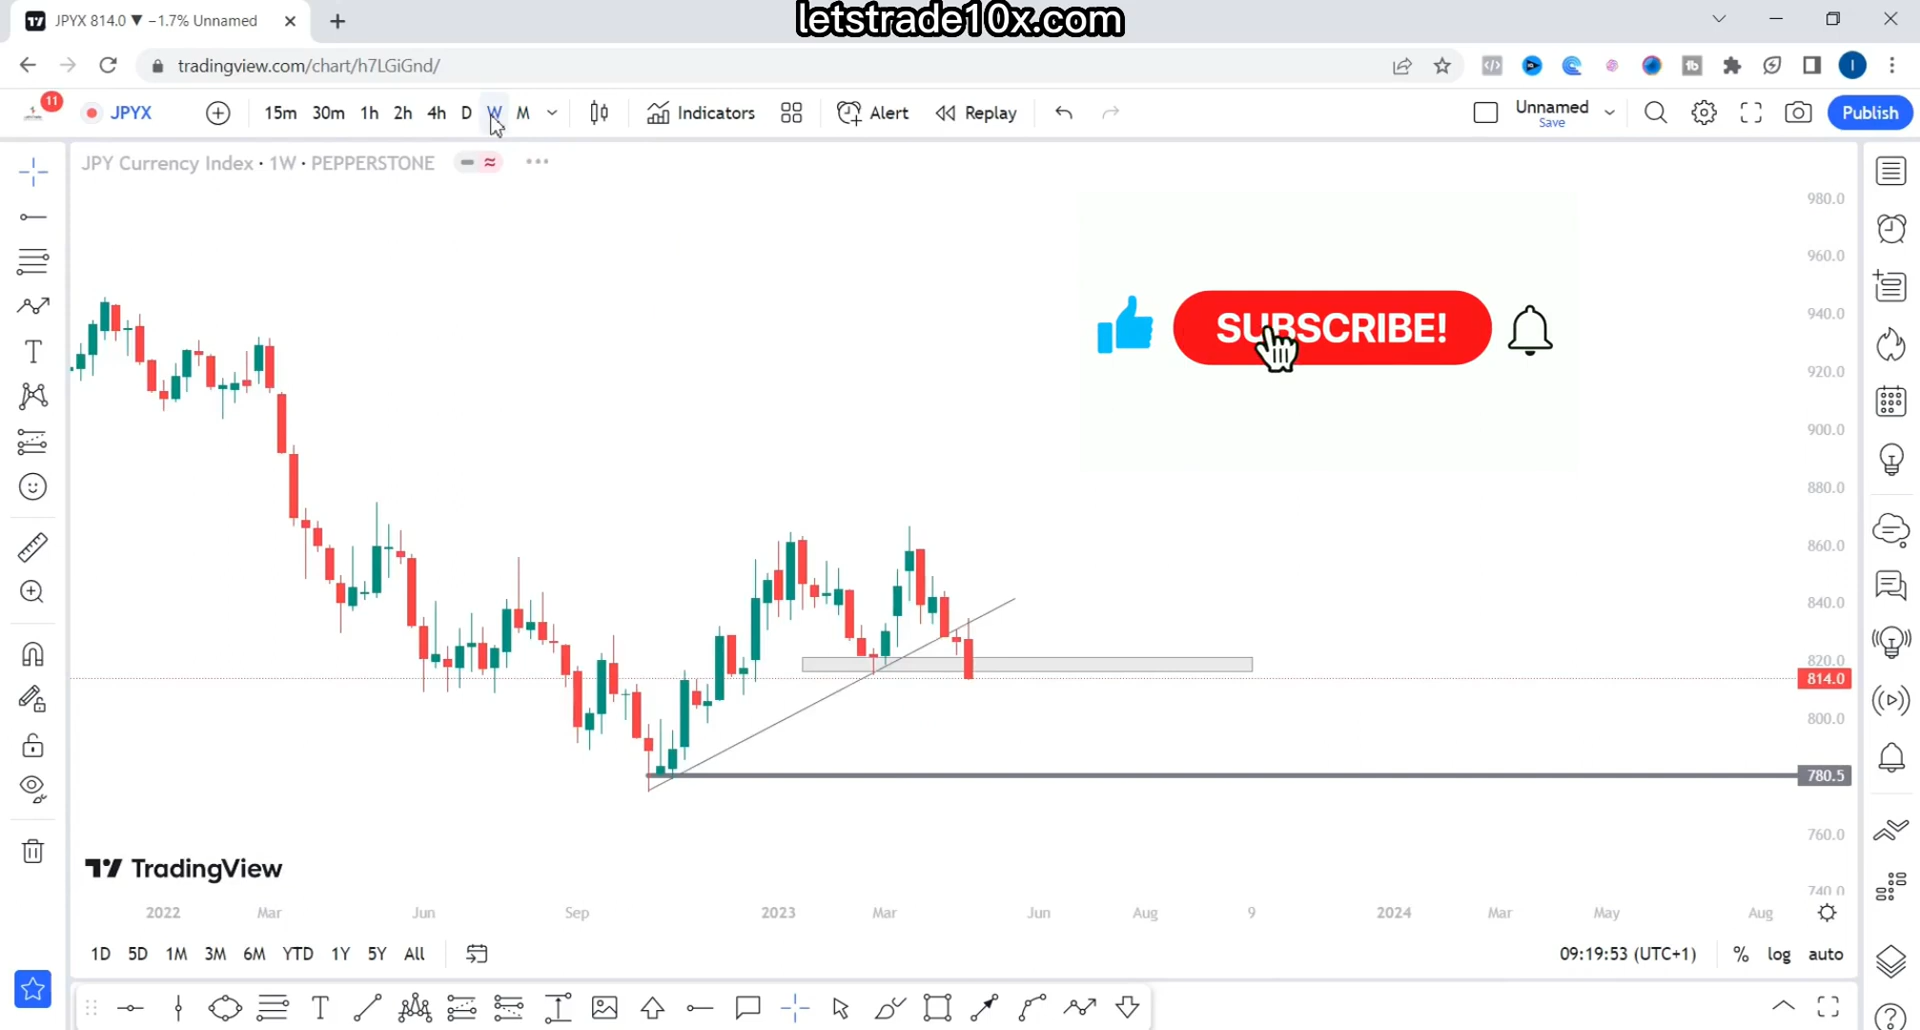 letstrade10x.com
JPYX 814.0 ▼ −1.7% Unnamed
tradingview.com/chart/h7LGiGnd/
11
JPYX
15m 30m 1h 2h 4h D W M
Indicators
Alert
Replay
Unnamed
Save
Publish
JPY Currency Index · 1W · PEPPERSTONE
980.0
960.0
940.0
SUBSCRIBE!
920.0
900.0
880.0
860.0
840.0
820.0
814.0
800.0
780.5
760.0
740.0
TradingView
2022 Mar Jun Sep 2023 Mar Jun Aug 9 2024 Mar May Aug
1D 5D 1M 3M 6M YTD 1Y 5Y All
09:19:53 (UTC+1)
% log auto